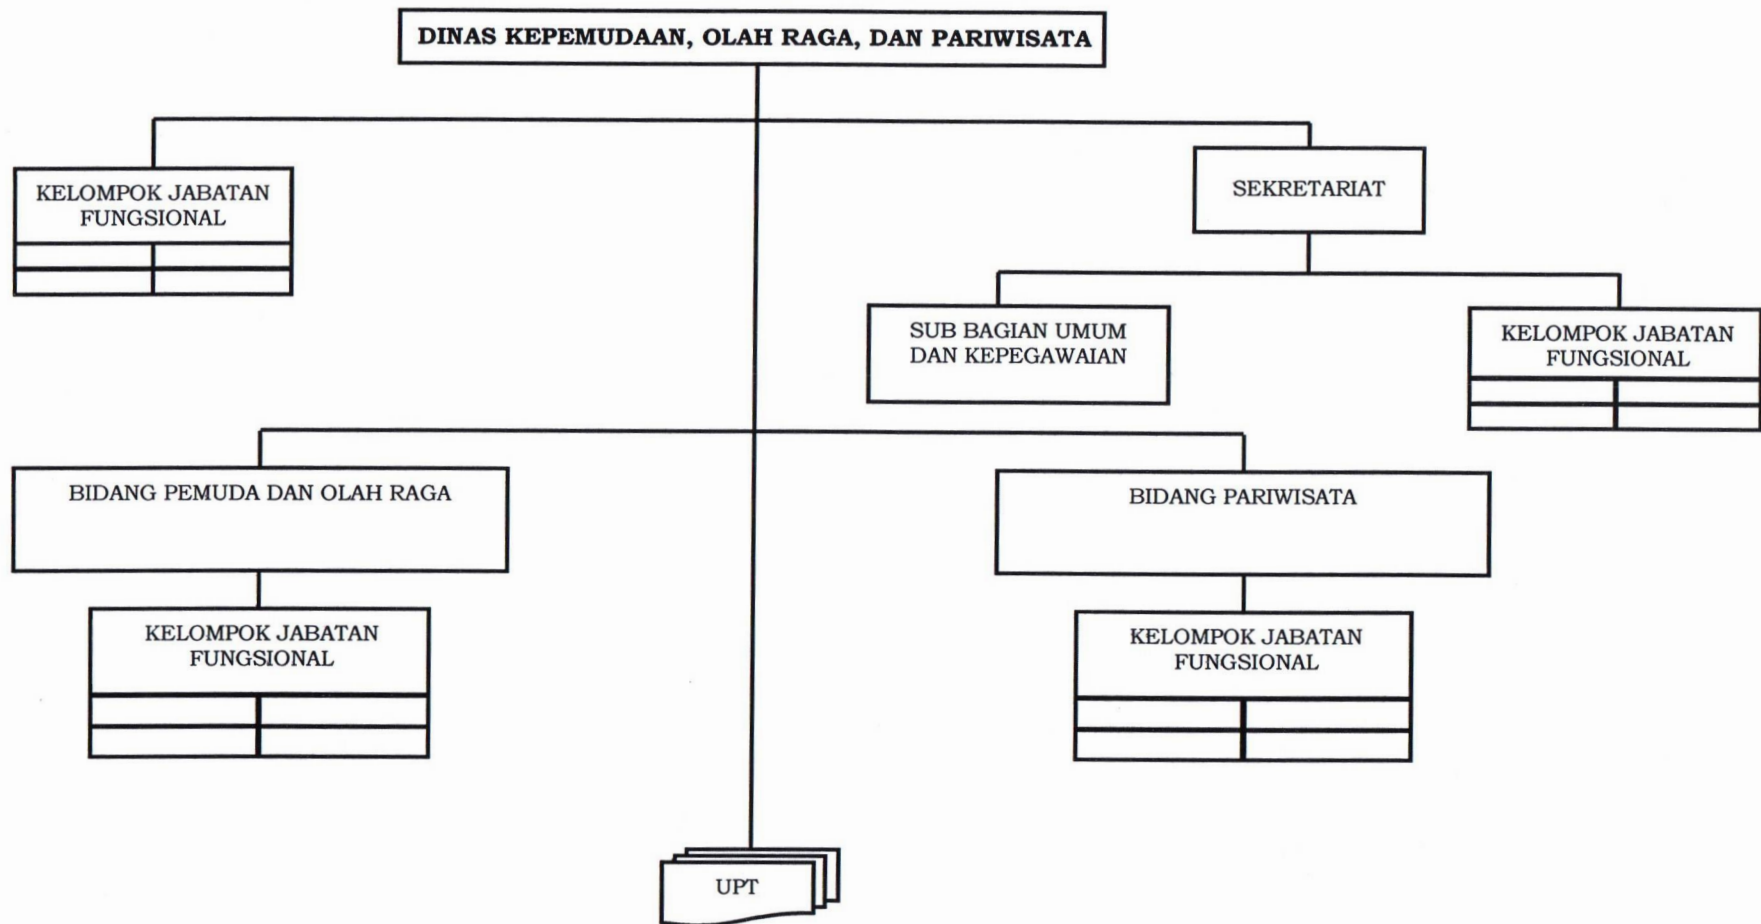 DINAS KEPEMUDAAN, OLAH RAGA, DAN PARIWISATA
KELOMPOK JABATAN
FUNGSIONAL
SEKRETARIAT
SUB BAGIAN UMUM
DAN KEPEGAWAIAN
KELOMPOK JABATAN
FUNGSIONAL
BIDANG PEMUDA DAN OLAH RAGA
BIDANG PARIWISATA
KELOMPOK JABATAN
FUNGSIONAL
KELOMPOK JABATAN
FUNGSIONAL
UPT